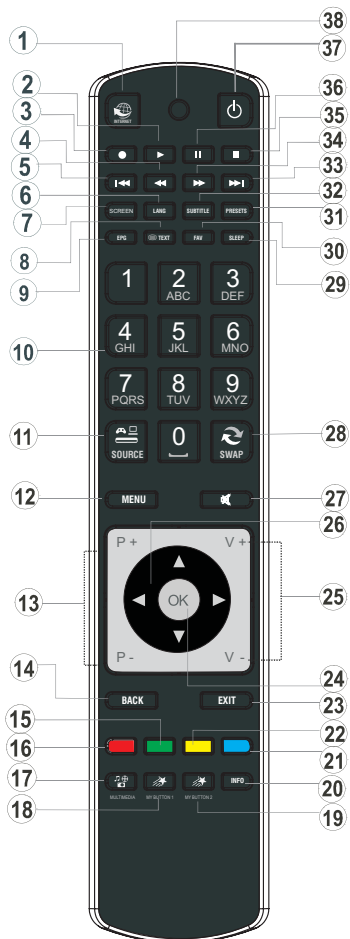 38
1
37
INTERNET
2
36
3
35
4
34
5
33
6
32
SCREEN LANG SUBTITLE PRESETS
7
31
EPG TEXT FAV SLEEP
8
30
9
29
1 2 3
ABC DEF
4 5 6
GHI JKL MNO
10
7 8 9
PQRS TUV WXYZ
11
0
28
SOURCE SWAP
12
MENU
27
26
P + V +
13
25
OK
P - V -
24
14
BACK EXIT
23
15
22
16
21
17
INFO
20
MULTIMEDIA MY BUTTON 1 MY BUTTON 2
18
19